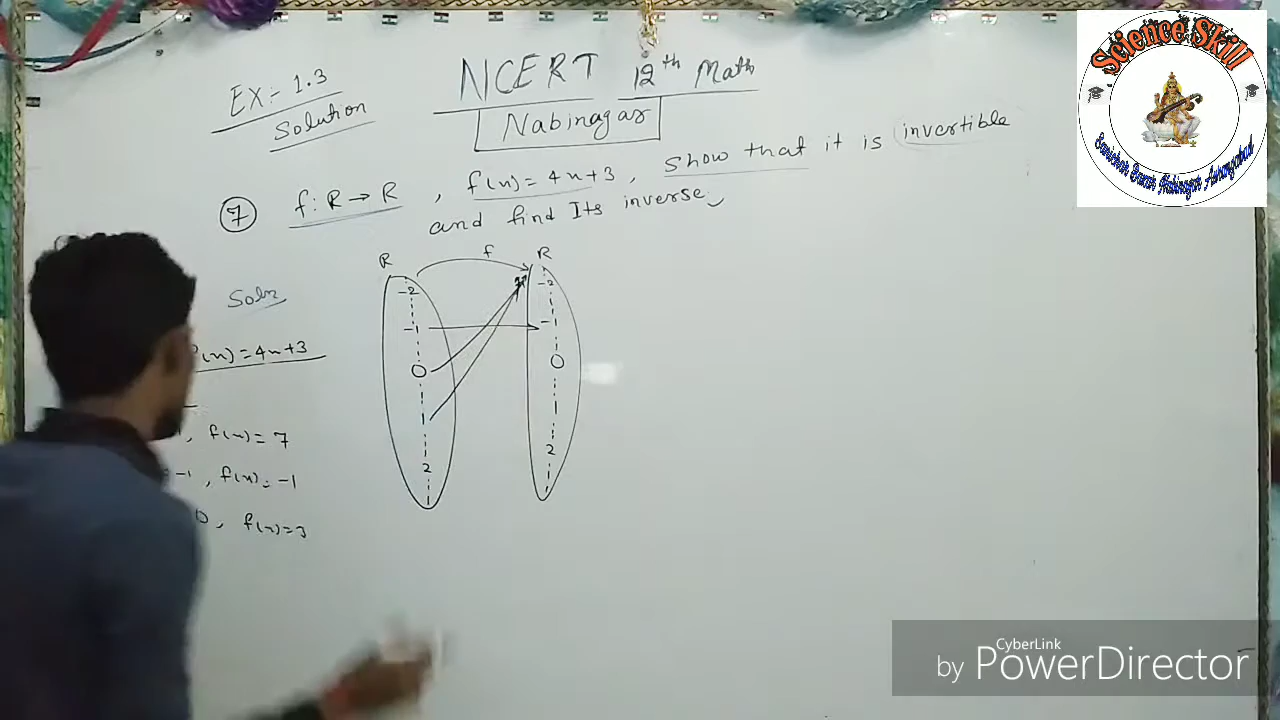 Ex:- 1.3
Solution
NCERT 12th Math
Nabinagar
7 f: R → R , f(x) = 4x+3 , show that it is invertible
and find Its inverse
Soln
(x) = 4x+3
, f(x) = 7
-1 , f(x) = -1
0 , f(x) = 3
R f R
-2 -2
-1 -1
0 0
1 1
2 2
Science Skill
by CyberLink PowerDirector